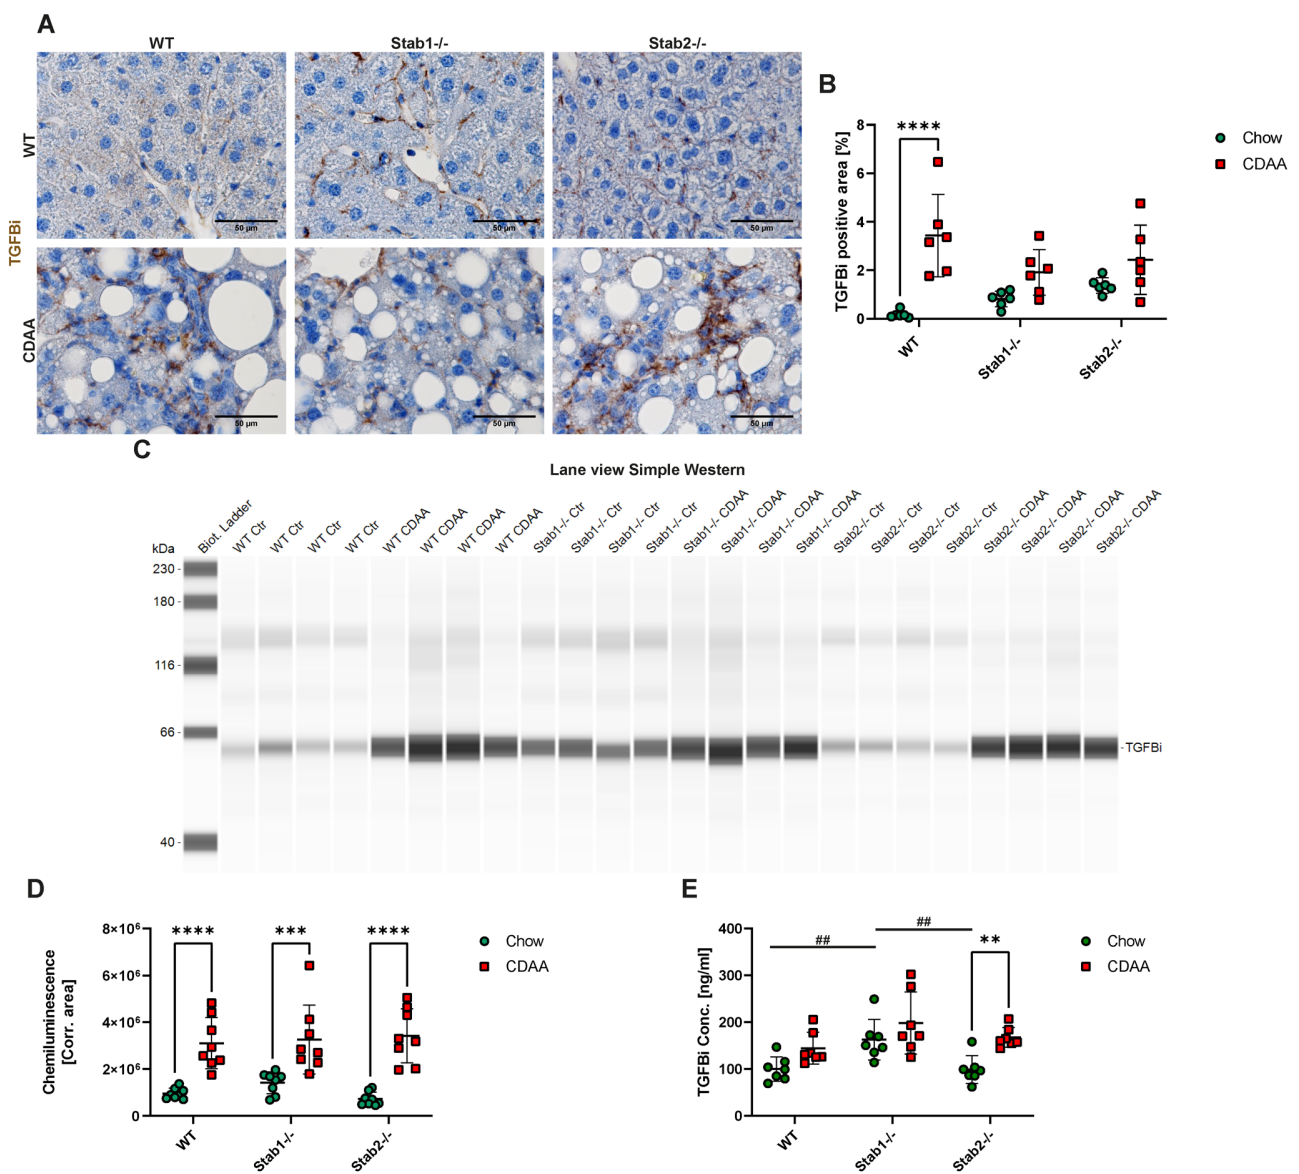 A
WT
Stab1-/-
Stab2-/-
TGFBi
WT
CDAA
50 µm
50 µm
50 µm
50 µm
50 µm
50 µm
B
TGFBi positive area [%]
8
6
4
2
0
****
WT
Stab1-/-
Stab2-/-
Chow
CDAA
C
Lane view Simple Western
kDa
Biot. Ladder
WT Ctr
WT Ctr
WT Ctr
WT Ctr
WT CDAA
WT CDAA
WT CDAA
WT CDAA
Stab1-/- Ctr
Stab1-/- Ctr
Stab1-/- Ctr
Stab1-/- Ctr
Stab1-/- CDAA
Stab1-/- CDAA
Stab1-/- CDAA
Stab1-/- CDAA
Stab2-/- Ctr
Stab2-/- Ctr
Stab2-/- Ctr
Stab2-/- Ctr
Stab2-/- CDAA
Stab2-/- CDAA
Stab2-/- CDAA
Stab2-/- CDAA
230 -
180 -
116 -
66 -
40 -
- TGFBi
D
Chemiluminescence
[Corr. area]
8×10⁶
6×10⁶
4×10⁶
2×10⁶
0
****
***
****
WT
Stab1-/-
Stab2-/-
Chow
CDAA
E
TGFBi Conc. [ng/ml]
400
300
200
100
0
##
##
**
WT
Stab1-/-
Stab2-/-
Chow
CDAA